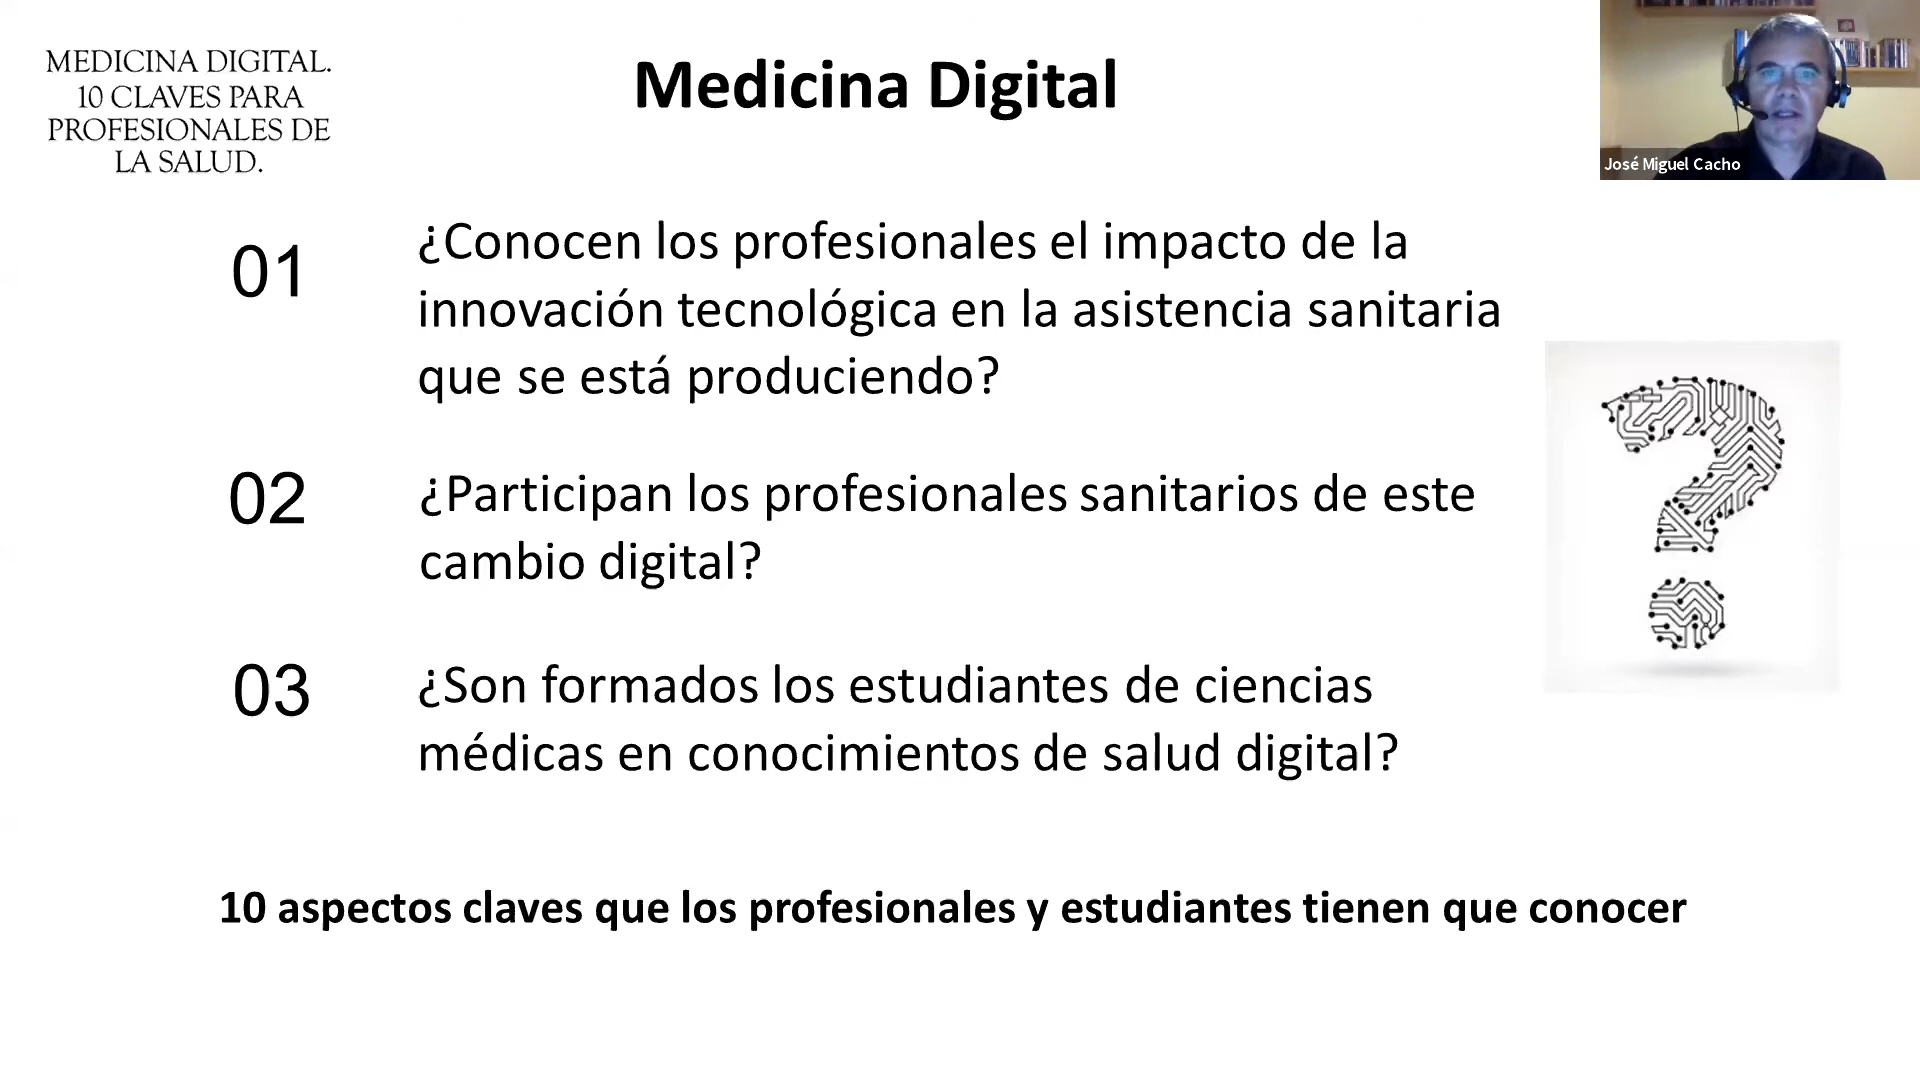 MEDICINA DIGITAL.
10 CLAVES PARA
PROFESIONALES DE
LA SALUD.
Medicina Digital
José Miguel Cacho
01
¿Conocen los profesionales el impacto de la
innovación tecnológica en la asistencia sanitaria
que se está produciendo?
02
¿Participan los profesionales sanitarios de este
cambio digital?
03
¿Son formados los estudiantes de ciencias
médicas en conocimientos de salud digital?
10 aspectos claves que los profesionales y estudiantes tienen que conocer